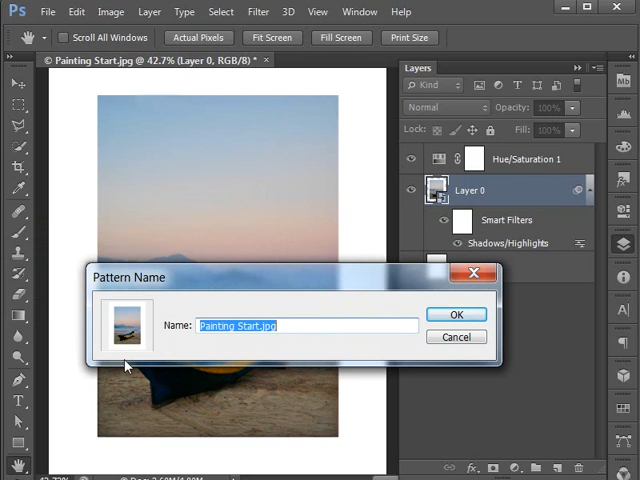 Ps File Edit Image Layer Type Select Filter 3D View Window Help
Scroll All Windows Actual Pixels Fit Screen Fill Screen Print Size
© Painting Start.jpg @ 42.7% (Layer 0, RGB/8) * ×
Layers
Kind
Normal Opacity: 100%
Lock: Fill: 100%
Hue/Saturation 1
Layer 0
Smart Filters
Shadows/Highlights
Pattern Name
Name: Painting Start.jpg
OK
Cancel
Mb
A|
T
fx